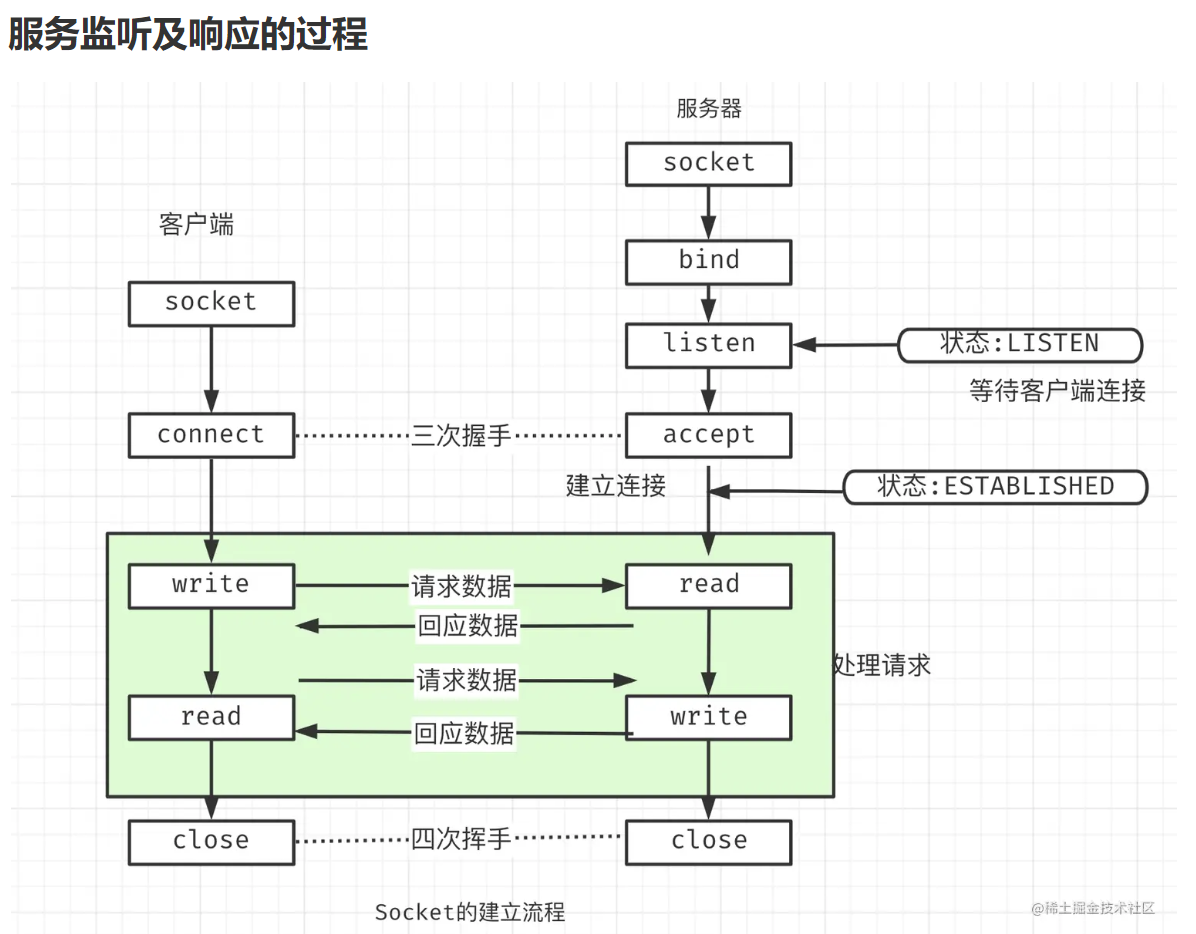 服务监听及响应的过程
服务器
socket
客户端
bind
socket
listen
状态:LISTEN
等待客户端连接
connect
三次握手
accept
建立连接
状态:ESTABLISHED
write
请求数据
read
回应数据
处理请求
请求数据
read
回应数据
write
close
四次挥手
close
Socket的建立流程
@稀土掘金技术社区